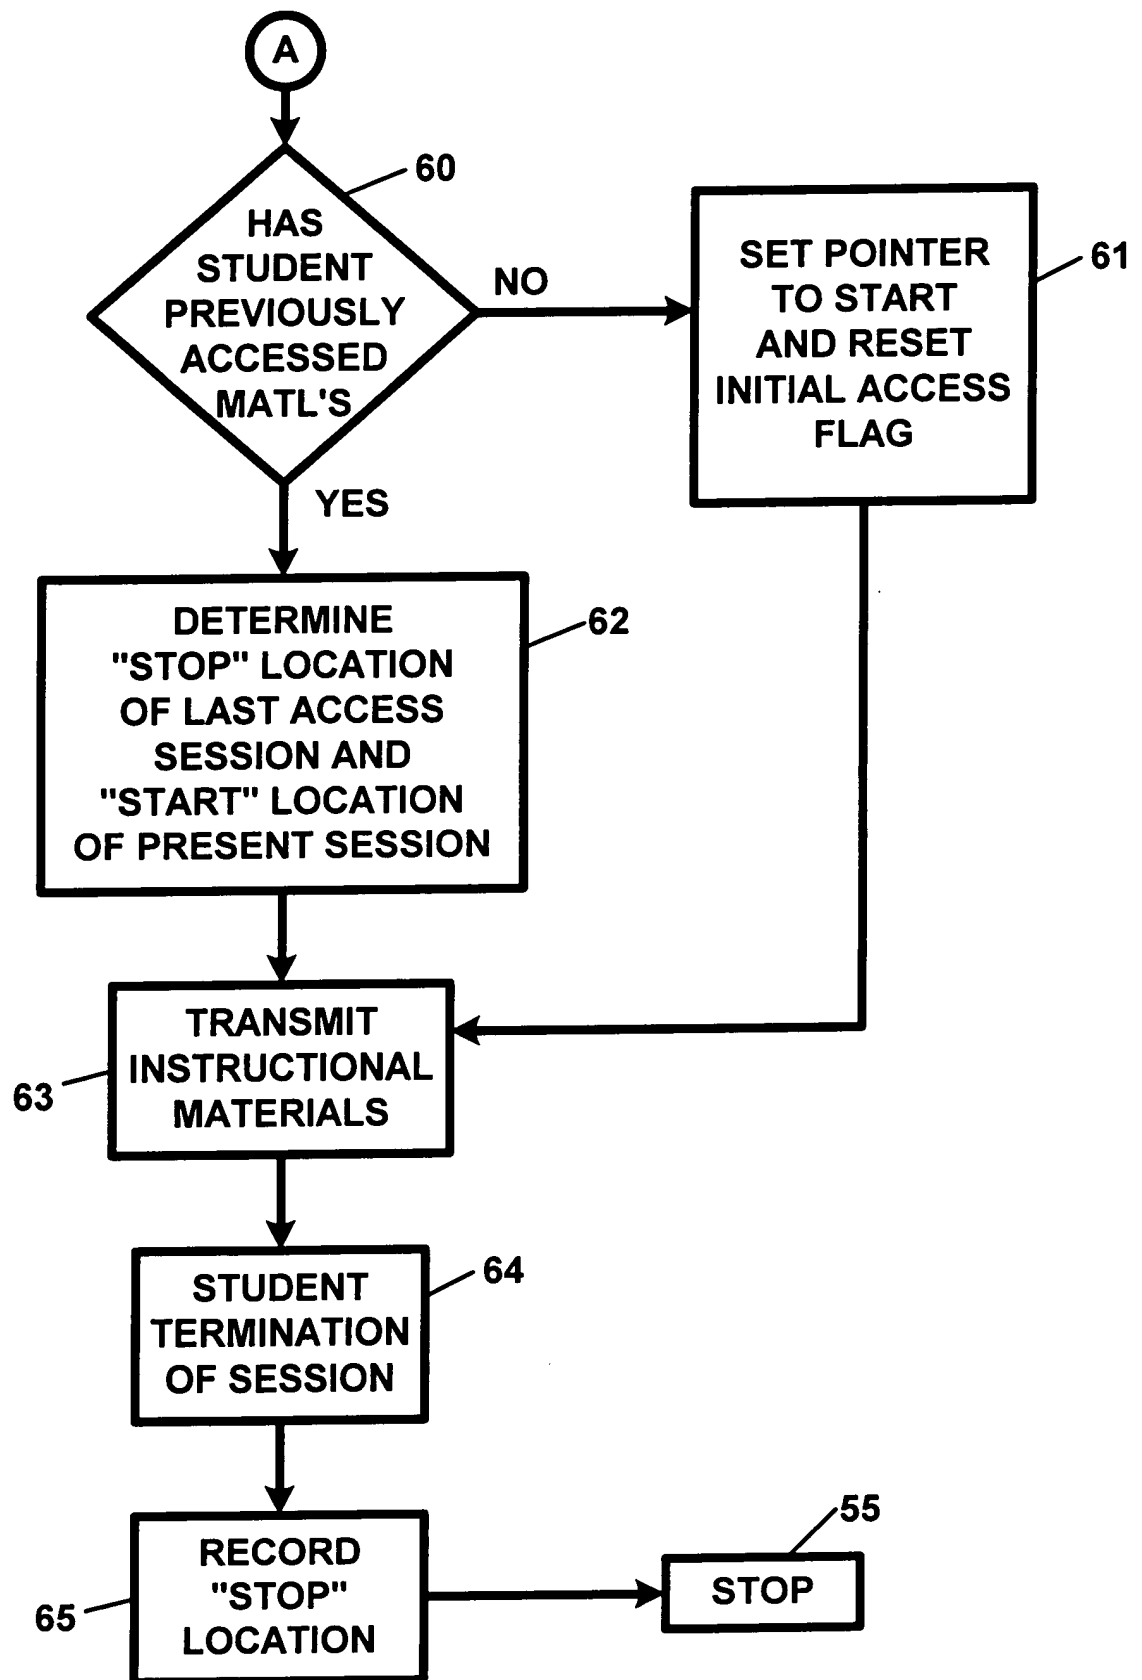 A
60
HAS
STUDENT
PREVIOUSLY
ACCESSED
MATL'S
NO
SET POINTER
TO START
AND RESET
INITIAL ACCESS
FLAG
61
YES
DETERMINE
"STOP" LOCATION
OF LAST ACCESS
SESSION AND
"START" LOCATION
OF PRESENT SESSION
62
TRANSMIT
INSTRUCTIONAL
MATERIALS
63
STUDENT
TERMINATION
OF SESSION
64
RECORD
"STOP"
LOCATION
65
STOP
55